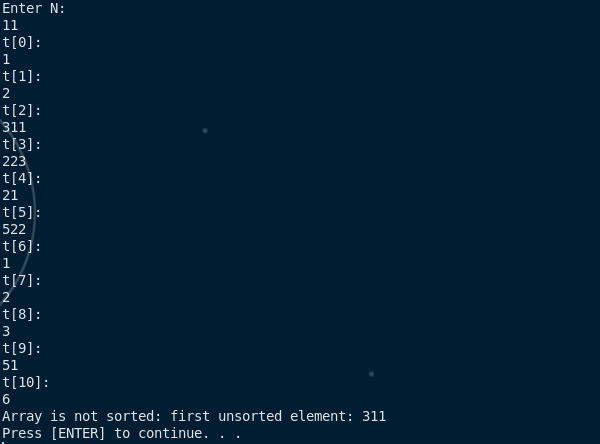 Enter N:
11
t[0]:
1
t[1]:
2
t[2]:
311
t[3]:
223
t[4]:
21
t[5]:
522
t[6]:
1
t[7]:
2
t[8]:
3
t[9]:
51
t[10]:
6
Array is not sorted: first unsorted element: 311
Press [ENTER] to continue. . .